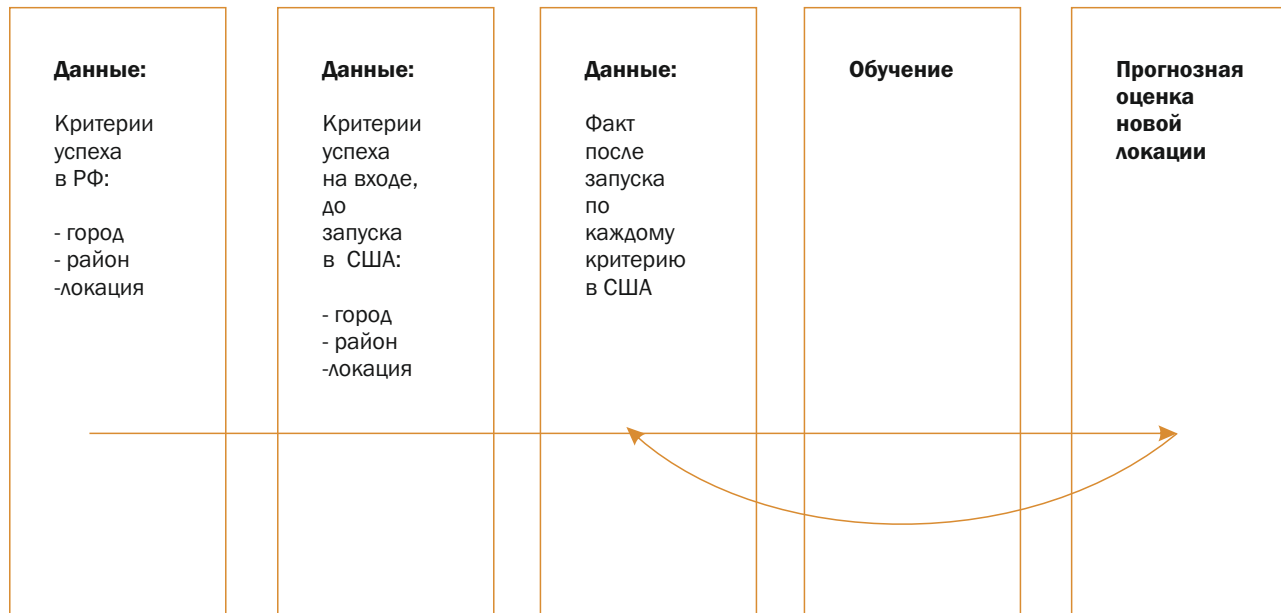 Данные:
Критерии
успеха
в РФ:
- город
- район
-локация
Данные:
Критерии
успеха
на входе,
до
запуска
в  США:
- город
- район
-локация
Данные:
Факт
после
запуска
по
каждому
критерию
в США
Обучение
Прогнозная
оценка
новой
локации